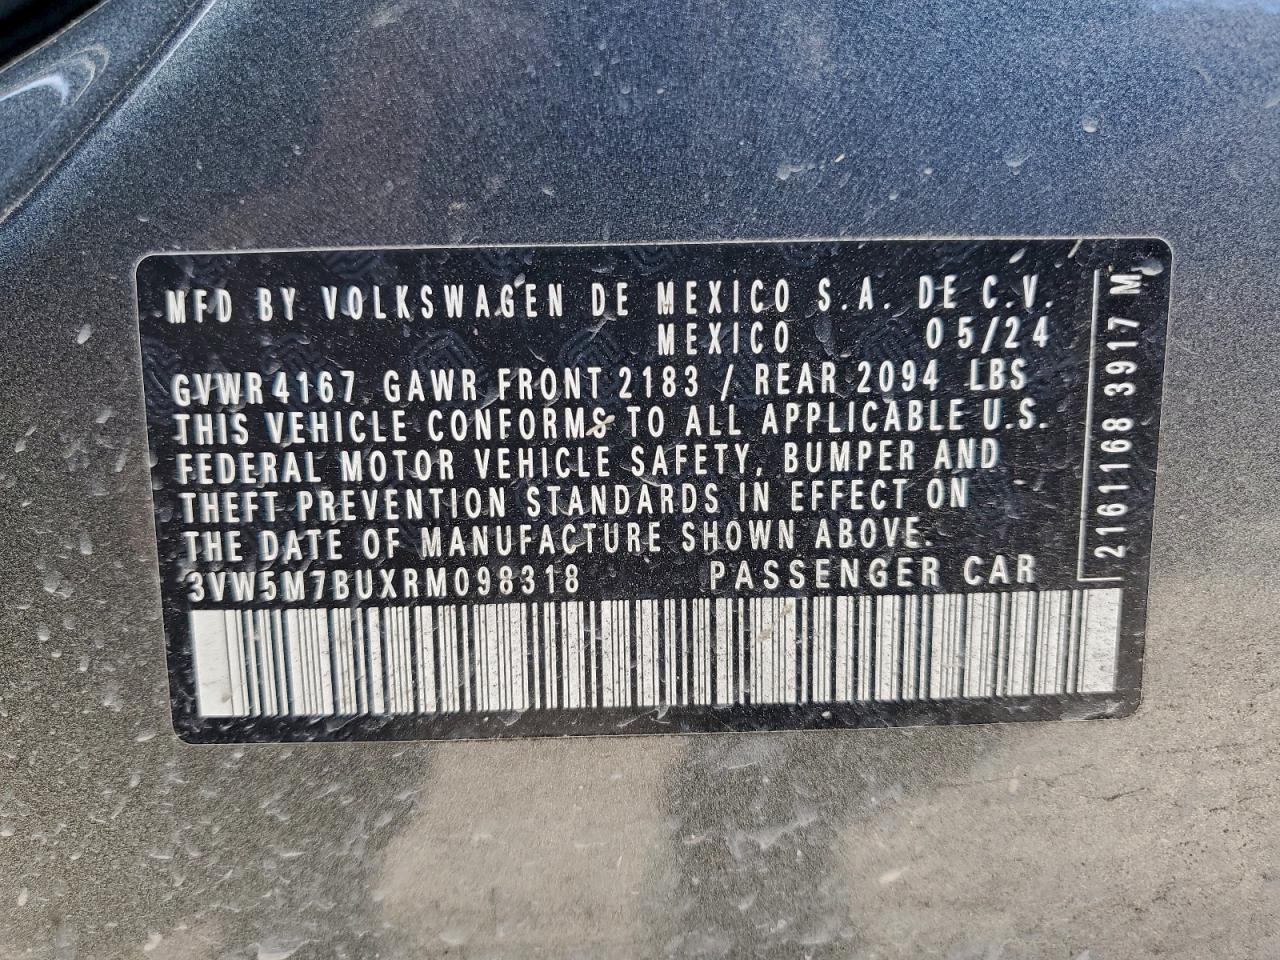 MFD BY VOLKSWAGEN DE MEXICO S.A. DE C.V.
MEXICO 05/24
GVWR 4167 GAWR FRONT 2183 / REAR 2094 LBS
THIS VEHICLE CONFORMS TO ALL APPLICABLE U.S.
FEDERAL MOTOR VEHICLE SAFETY, BUMPER AND
THEFT PREVENTION STANDARDS IN EFFECT ON
THE DATE OF MANUFACTURE SHOWN ABOVE.
3VW5M7BUXRM098318 PASSENGER CAR
2161168 3917 M